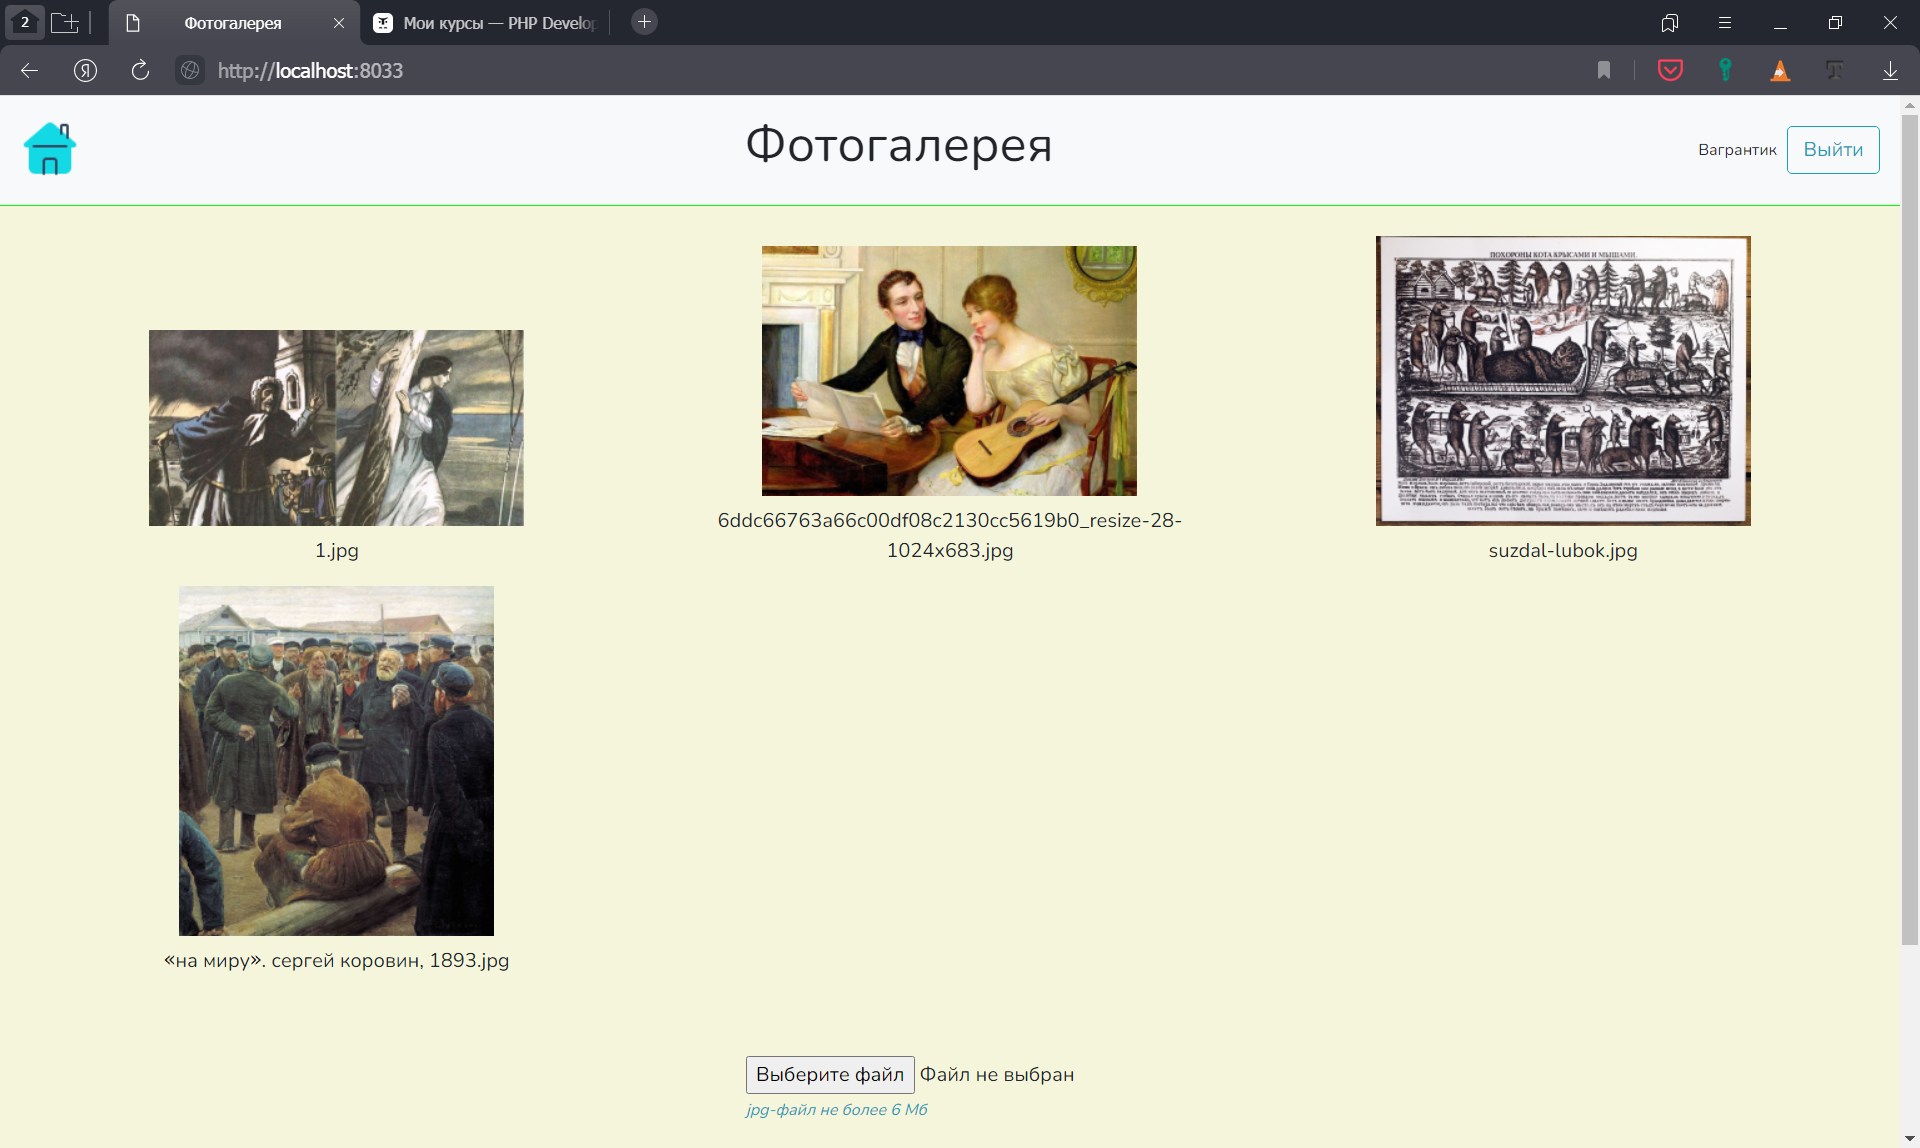 2
Фотогалерея
Мои курсы — PHP Develop
http://localhost:8033
Фотогалерея
Вагрантик
Выйти
ПОХОРОНЫ КОТА КРЫСАМИ И МЫШАМИ.
1.jpg
6ddc66763a66c00df08c2130cc5619b0_resize-28-
1024x683.jpg
suzdal-lubok.jpg
«на миру». сергей коровин, 1893.jpg
Выберите файл Файл не выбран
jpg-файл не более 6 Мб